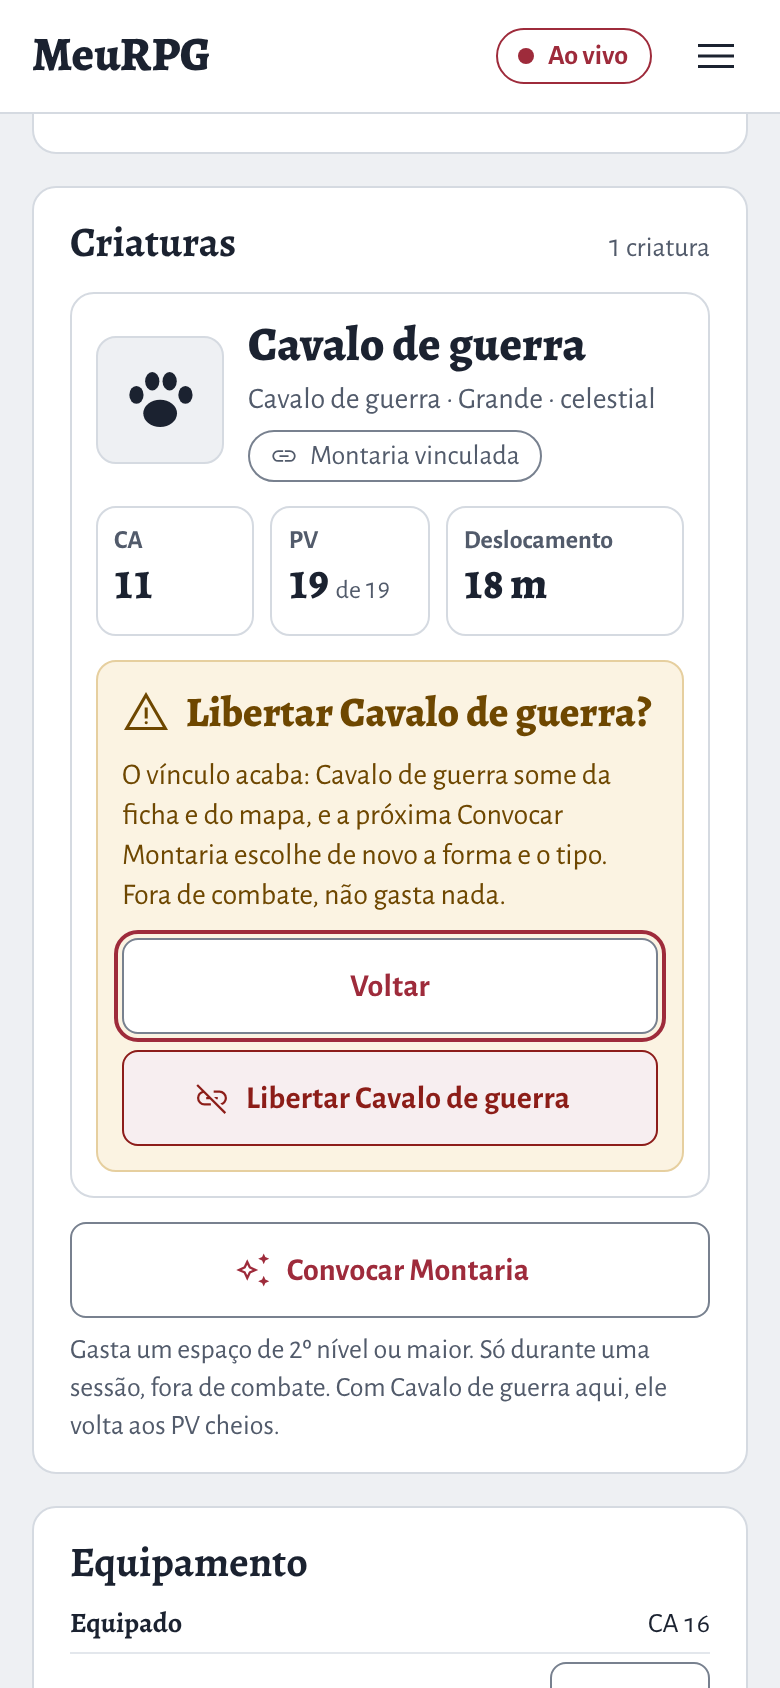 MeuRPG
Ao vivo
Criaturas
1 criatura
Cavalo de guerra
Cavalo de guerra · Grande · celestial
Montaria vinculada
CA
11
PV
19 de 19
Deslocamento
18 m
Libertar Cavalo de guerra?
O vínculo acaba: Cavalo de guerra some da
ficha e do mapa, e a próxima Convocar
Montaria escolhe de novo a forma e o tipo.
Fora de combate, não gasta nada.
Voltar
Libertar Cavalo de guerra
Convocar Montaria
Gasta um espaço de 2º nível ou maior. Só durante uma
sessão, fora de combate. Com Cavalo de guerra aqui, ele
volta aos PV cheios.
Equipamento
Equipado
CA 16